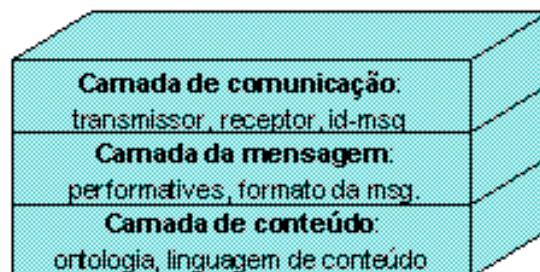 Camada de comunicação:
transmissor, receptor, id-msg
Camada da mensagem:
performatives, formato da msg.
Camada de conteúdo:
ontologia, linguagem de conteúdo